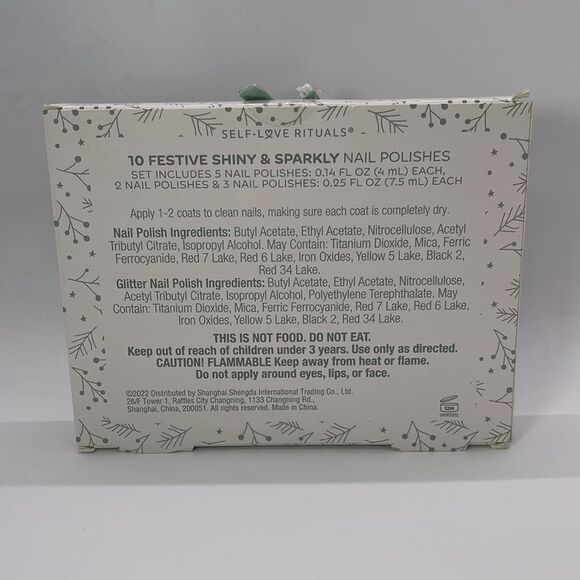 SELF-LOVE RITUALS®
10 FESTIVE SHINY & SPARKLY NAIL POLISHES
SET INCLUDES 5 NAIL POLISHES: 0.14 FL OZ (4 mL) EACH,
2 NAIL POLISHES & 3 NAIL POLISHES: 0.25 FL OZ (7.5 mL) EACH
Apply 1-2 coats to clean nails, making sure each coat is completely dry.
Nail Polish Ingredients: Butyl Acetate, Ethyl Acetate, Nitrocellulose, Acetyl
Tributyl Citrate, Isopropyl Alcohol. May Contain: Titanium Dioxide, Mica, Ferric
Ferrocyanide, Red 7 Lake, Red 6 Lake, Iron Oxides, Yellow 5 Lake, Black 2,
Red 34 Lake.
Glitter Nail Polish Ingredients: Butyl Acetate, Ethyl Acetate, Nitrocellulose,
Acetyl Tributyl Citrate, Isopropyl Alcohol, Polyethylene Terephthalate. May
Contain: Titanium Dioxide, Mica, Ferric Ferrocyanide, Red 7 Lake, Red 6 Lake,
Iron Oxides, Yellow 5 Lake, Black 2, Red 34 Lake.
THIS IS NOT FOOD. DO NOT EAT.
Keep out of reach of children under 3 years. Use only as directed.
CAUTION! FLAMMABLE Keep away from heat or flame.
Do not apply around eyes, lips, or face.
©2022 Distributed by Shanghai Shengda International Trading Co., Ltd.
26/F Tower 1, Raffles City Changning, 1133 Changning Rd.,
Shanghai, China, 200051. All rights reserved. Made in China.
12M